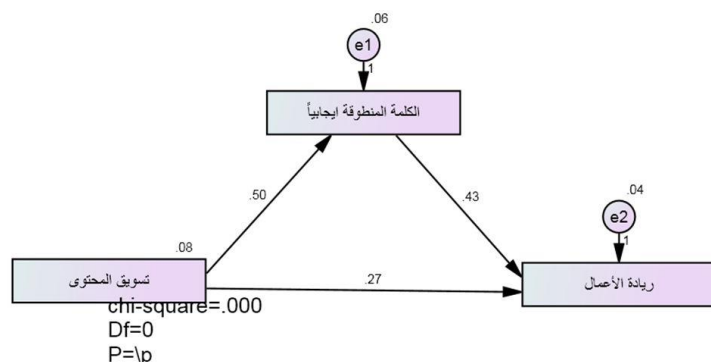 .06
e1
1
الكلمة المنطوقة ايجابياً
.50
.43
.04
e2
1
.08
تسويق المحتوى
.27
ريادة الأعمال
chi-square=.000
Df=0
P=\p